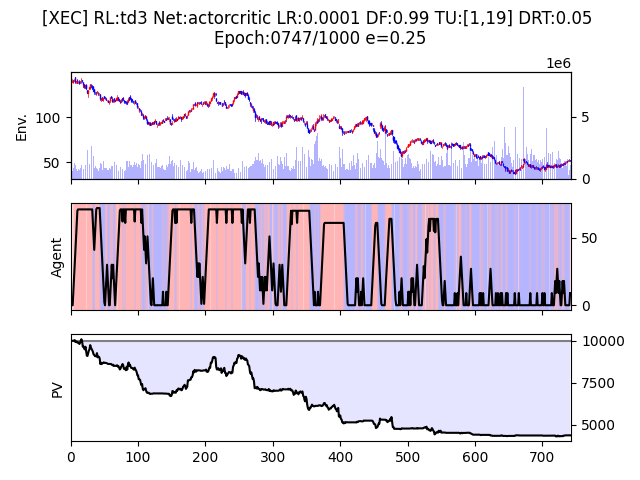 [XEC] RL:td3 Net:actorcritic LR:0.0001 DF:0.99 TU:[1,19] DRT:0.05
Epoch:0747/1000 e=0.25
1e6
Env.
100
50
5
0
Agent
50
0
PV
10000
7500
5000
0 100 200 300 400 500 600 700